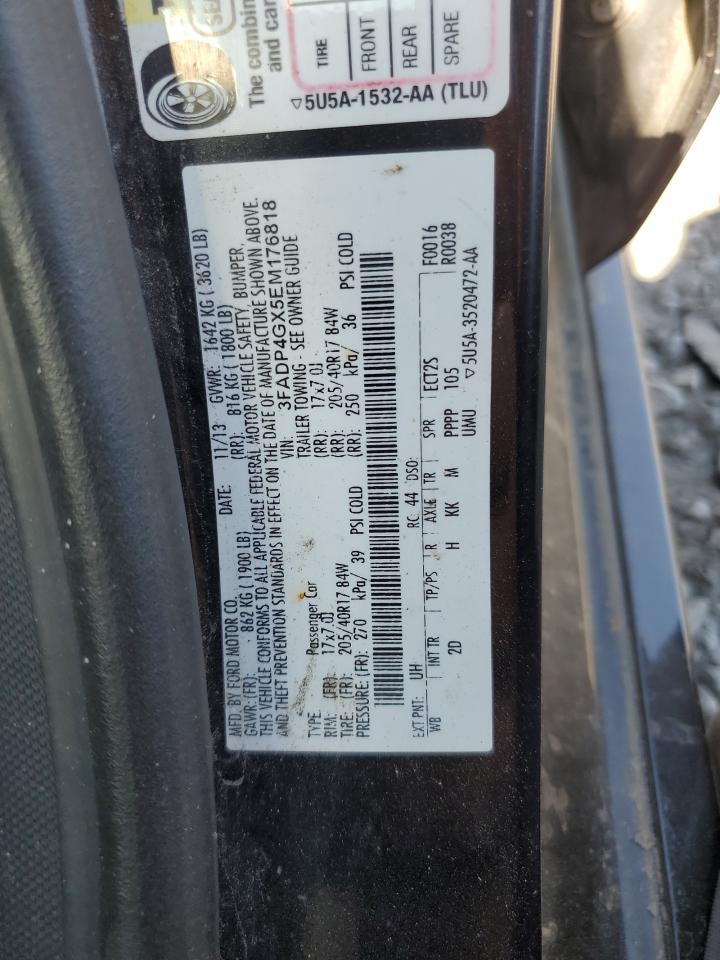 SE
The combin
and car
TIRE
FRONT
REAR
SPARE
▽5U5A-1532-AA (TLU)
MFD. BY FORD MOTOR CO. DATE: 11/13 GVWR: 1642 KG ( 3620 LB)
GAWR: (FR): 862 KG (1900 LB) (RR): 816 KG ( 1800 LB)
THIS VEHICLE CONFORMS TO ALL APPLICABLE FEDERAL MOTOR VEHICLE SAFETY, BUMPER,
AND THEFT PREVENTION STANDARDS IN EFFECT ON THE DATE OF MANUFACTURE SHOWN ABOVE.
VIN: 3FADP4GX5EM176818
TYPE: Passenger Car TRAILER TOWING - SEE OWNER GUIDE
RIM: (FR): 17x7.0J (RR): 17x7.0J
TIRE: (FR): 205/40R17 84W (RR): 205/40R17 84W
PRESSURE: (FR): 270 kPa/ 39 PSI COLD (RR): 250 kPa/ 36 PSI COLD
F0016
R0038
EXT PNT: UH RC: 44 DSO: ECT2S
WB INT TR TP/PS R AXLE TR SPR 105
2D H KK M PPPP
UMU ▽5U5A-3520472-AA